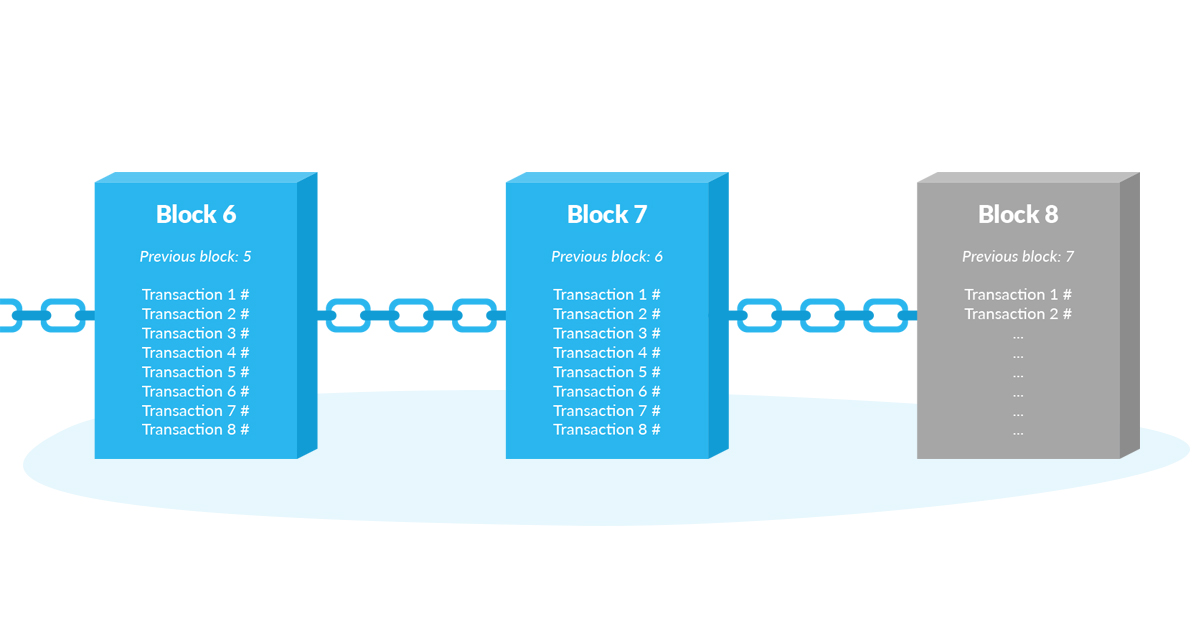 Block 6
Previous block: 5
Transaction 1 #
Transaction 2 #
Transaction 3 #
Transaction 4 #
Transaction 5 #
Transaction 6 #
Transaction 7 #
Transaction 8 #
Block 7
Previous block: 6
Transaction 1 #
Transaction 2 #
Transaction 3 #
Transaction 4 #
Transaction 5 #
Transaction 6 #
Transaction 7 #
Transaction 8 #
Block 8
Previous block: 7
Transaction 1 #
Transaction 2 #
...
...
...
...
...
...